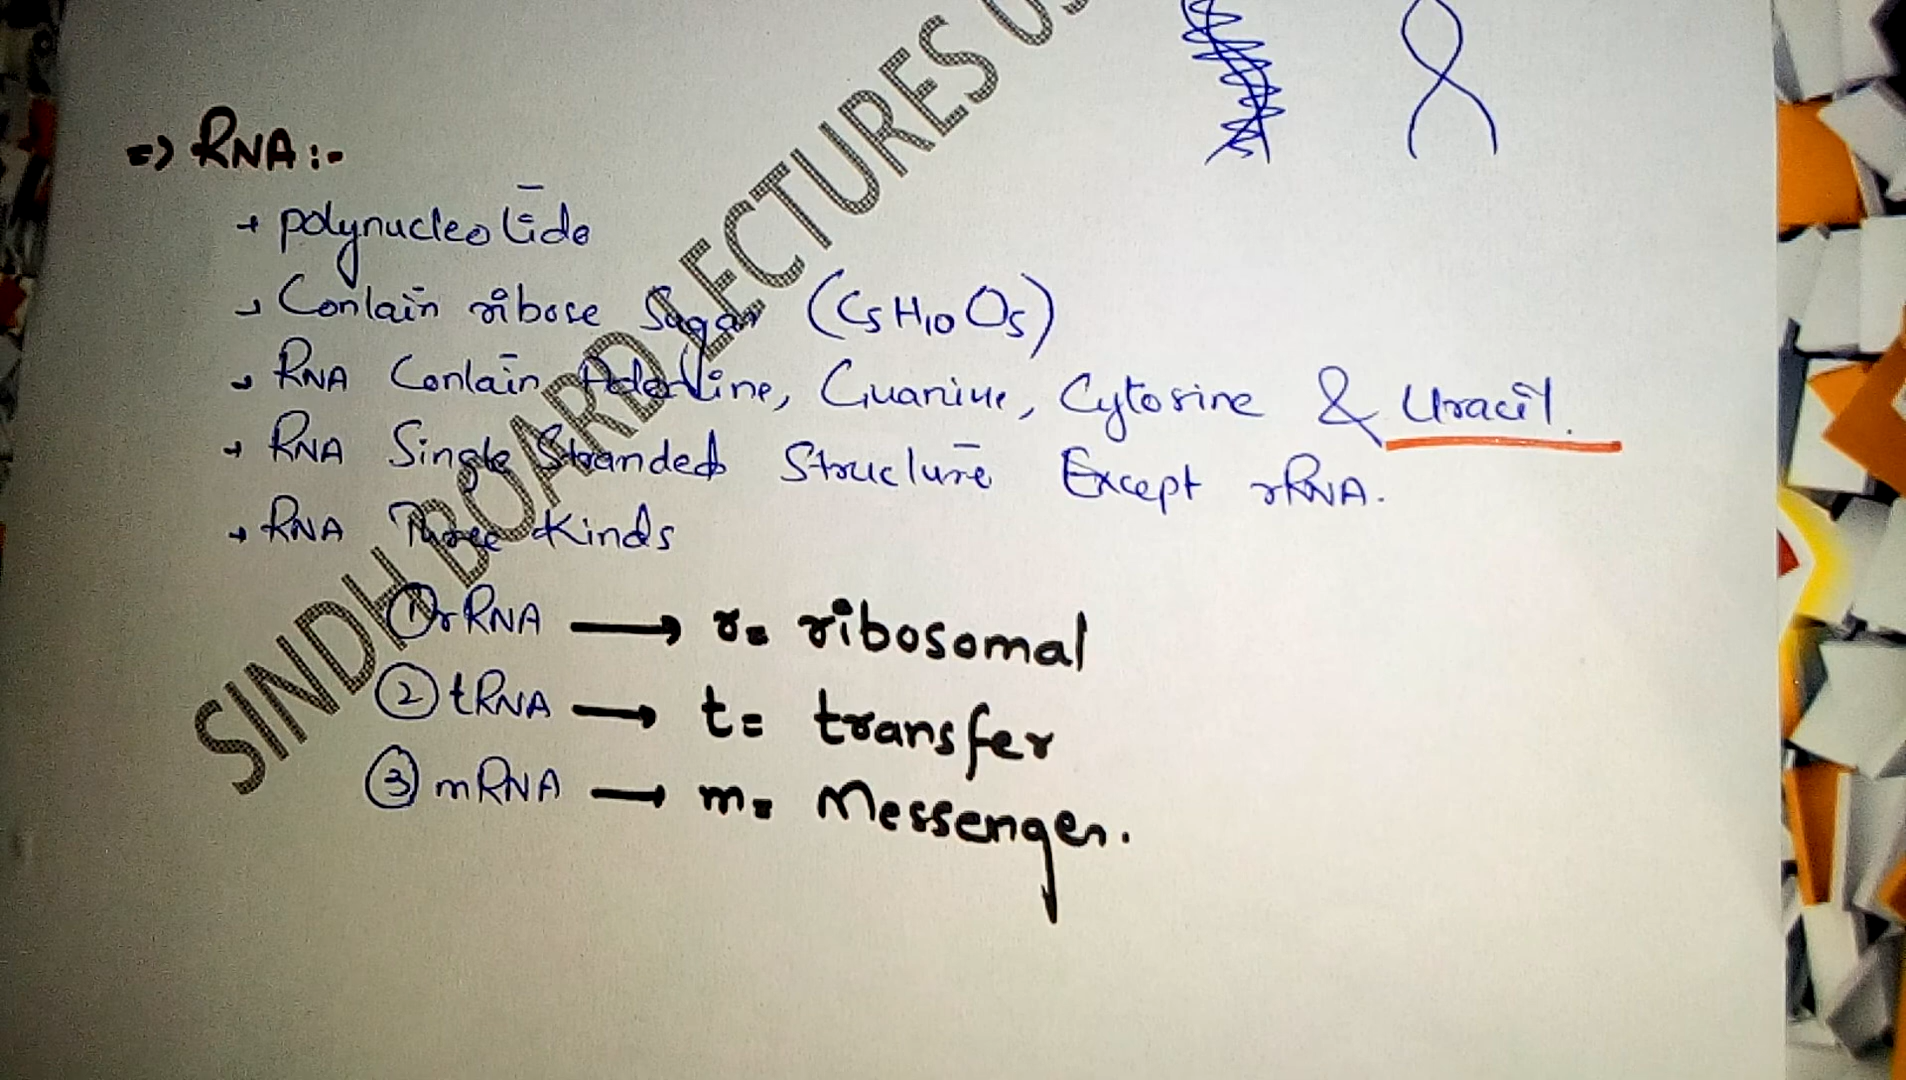 => RNA :-
→ polynucleotide
→ Contain ribose Sugar (C5H10O5)
→ RNA Contain Adenine, Guanine, Cytosine & Uracil.
→ RNA Single Stranded Structure Except rRNA.
→ RNA Three Kinds
① rRNA → r= ribosomal
② tRNA → t= transfer
③ mRNA → m= Messenger.
SINDH BOARD LECTURES